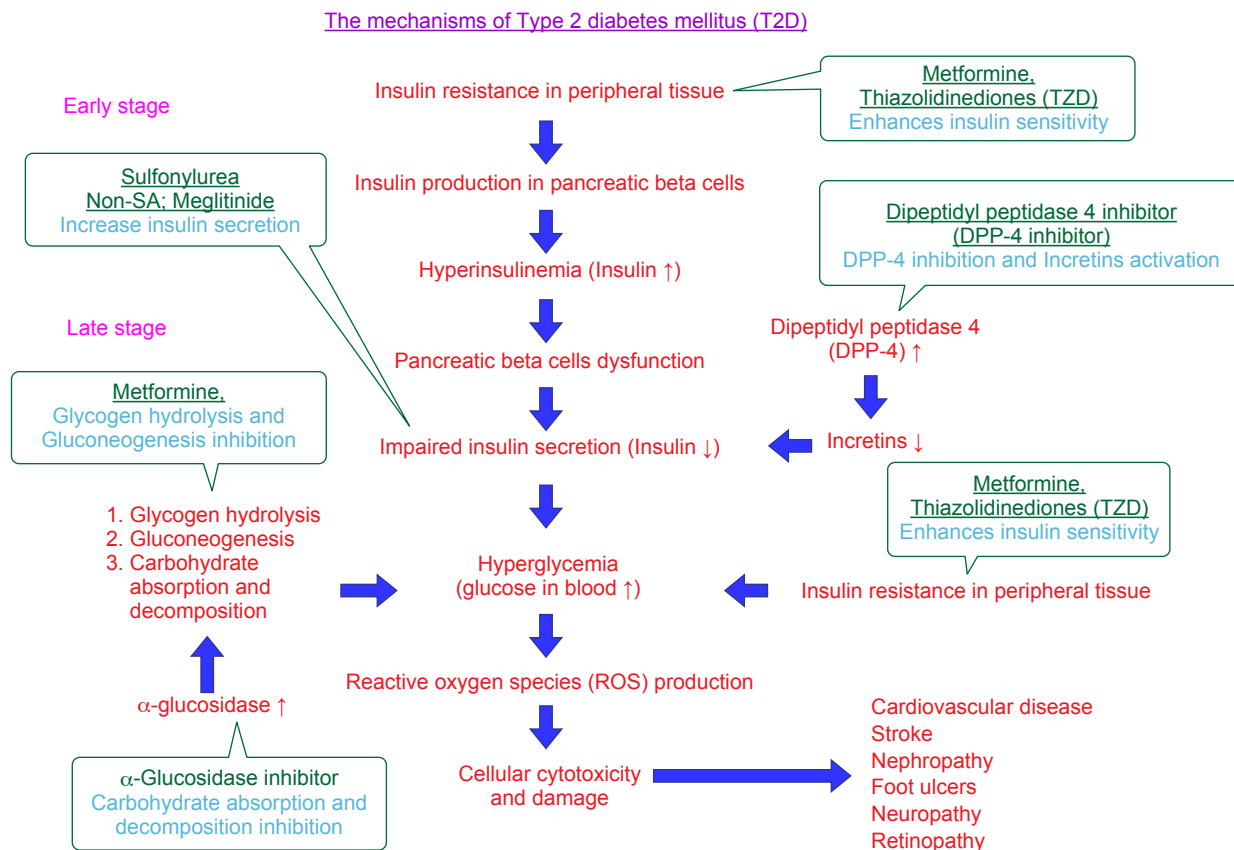 The mechanisms of Type 2 diabetes mellitus (T2D)
Early stage
Insulin resistance in peripheral tissue
Metformine,
Thiazolidinediones (TZD)
Enhances insulin sensitivity
Sulfonylurea
Non-SA; Meglitinide
Increase insulin secretion
Insulin production in pancreatic beta cells
Dipeptidyl peptidase 4 inhibitor
(DPP-4 inhibitor)
DPP-4 inhibition and Incretins activation
Hyperinsulinemia (Insulin ↑)
Late stage
Dipeptidyl peptidase 4
(DPP-4) ↑
Pancreatic beta cells dysfunction
Metformine,
Glycogen hydrolysis and
Gluconeogenesis inhibition
Impaired insulin secretion (Insulin ↓)
Incretins ↓
Metformine,
Thiazolidinediones (TZD)
Enhances insulin sensitivity
1. Glycogen hydrolysis
2. Gluconeogenesis
3. Carbohydrate
absorption and
decomposition
Hyperglycemia
(glucose in blood ↑)
Insulin resistance in peripheral tissue
Reactive oxygen species (ROS) production
α-glucosidase ↑
α-Glucosidase inhibitor
Carbohydrate absorption and
decomposition inhibition
Cellular cytotoxicity
and damage
Cardiovascular disease
Stroke
Nephropathy
Foot ulcers
Neuropathy
Retinopathy